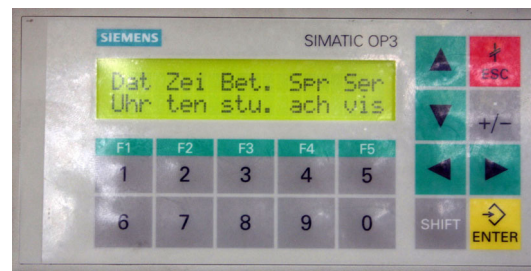 SIEMENS SIMATIC OP3
Dat Zei Bet. Spr Ser
Uhr ten stu. ach vis
ESC
+/-
F1 F2 F3 F4 F5
1 2 3 4 5
6 7 8 9 0
SHIFT ENTER